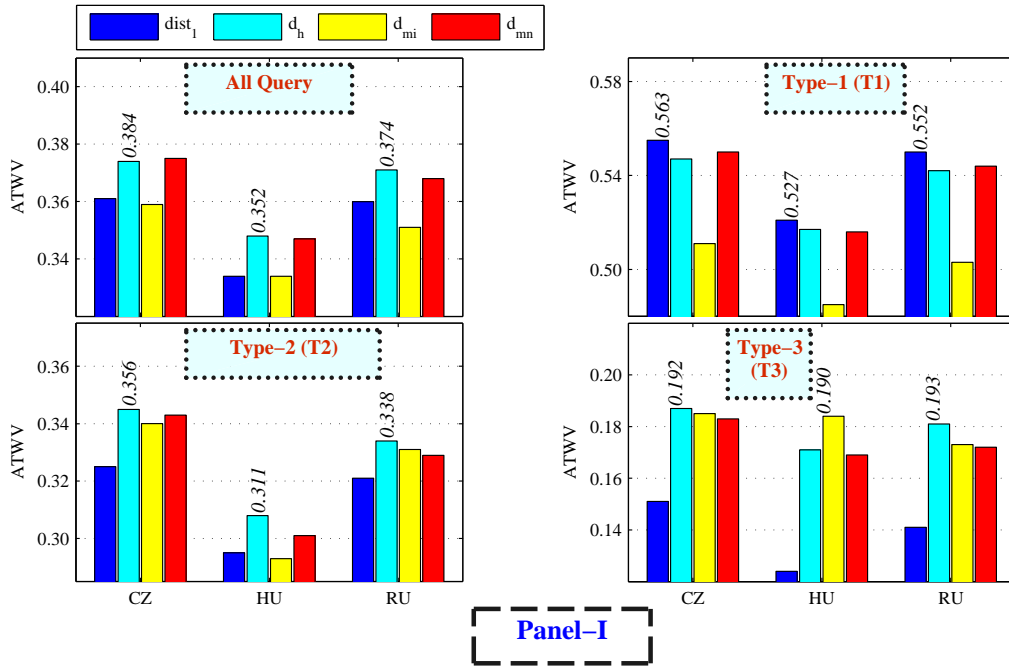 dist_1 d_h d_mi d_mn
All Query
ATWV
0.40
0.38
0.36
0.34
0.384
0.352
0.374
Type−1 (T1)
ATWV
0.58
0.54
0.50
0.563
0.527
0.552
Type−2 (T2)
ATWV
0.36
0.34
0.32
0.30
0.356
0.311
0.338
CZ HU RU
Type−3
(T3)
ATWV
0.20
0.18
0.16
0.14
0.192
0.190
0.193
CZ HU RU
Panel−I